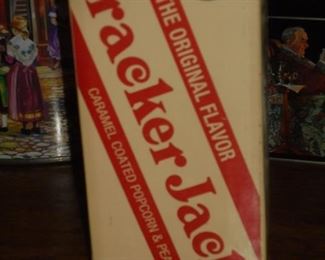 THE ORIGINAL FLAVOR
racker Jac
CARAMEL COATED POPCORN & PEA